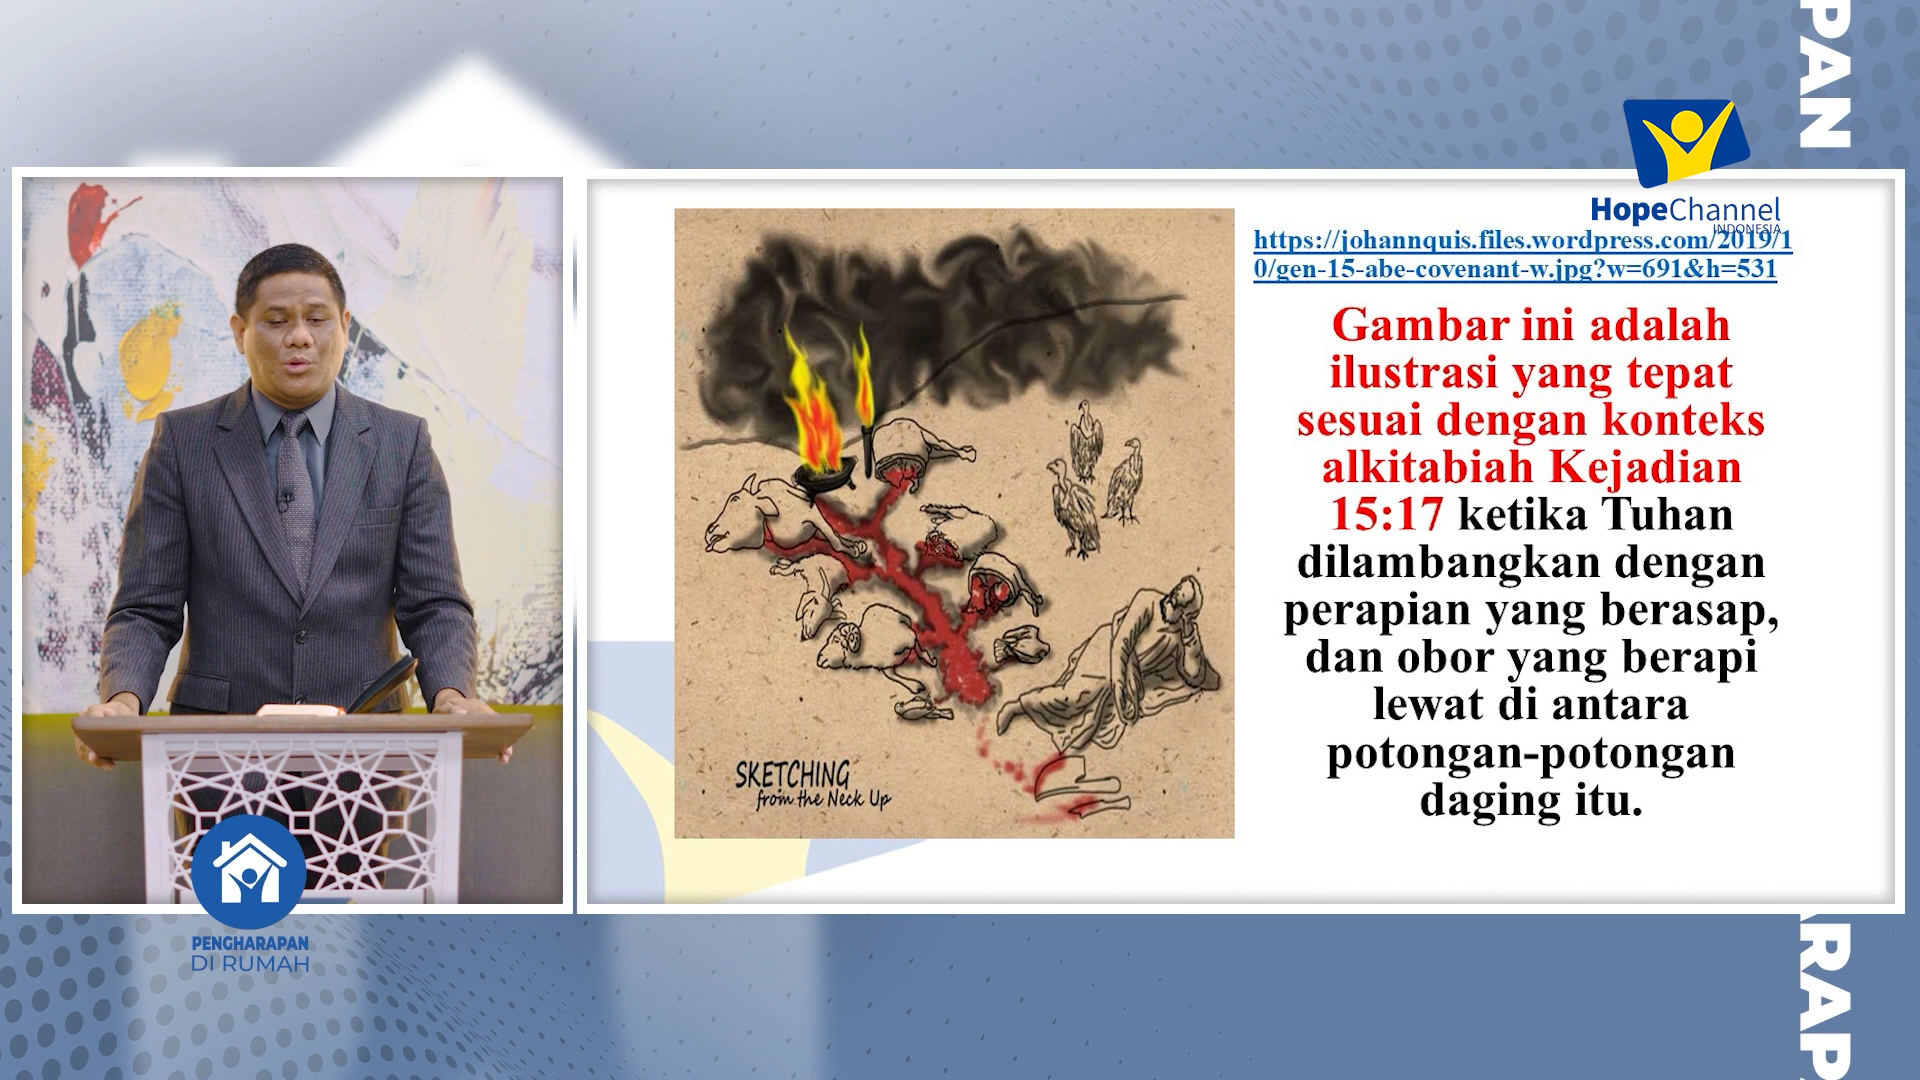 PAN
HopeChannel
INDONESIA
https://johannquis.files.wordpress.com/2019/1
0/gen-15-abe-covenant-w.jpg?w=691&h=531
Gambar ini adalah
ilustrasi yang tepat
sesuai dengan konteks
alkitabiah Kejadian
15:17 ketika Tuhan
dilambangkan dengan
perapian yang berasap,
dan obor yang berapi
lewat di antara
potongan-potongan
daging itu.
SKETCHING
from the Neck Up
PENGHARAPAN
DI RUMAH
RAP